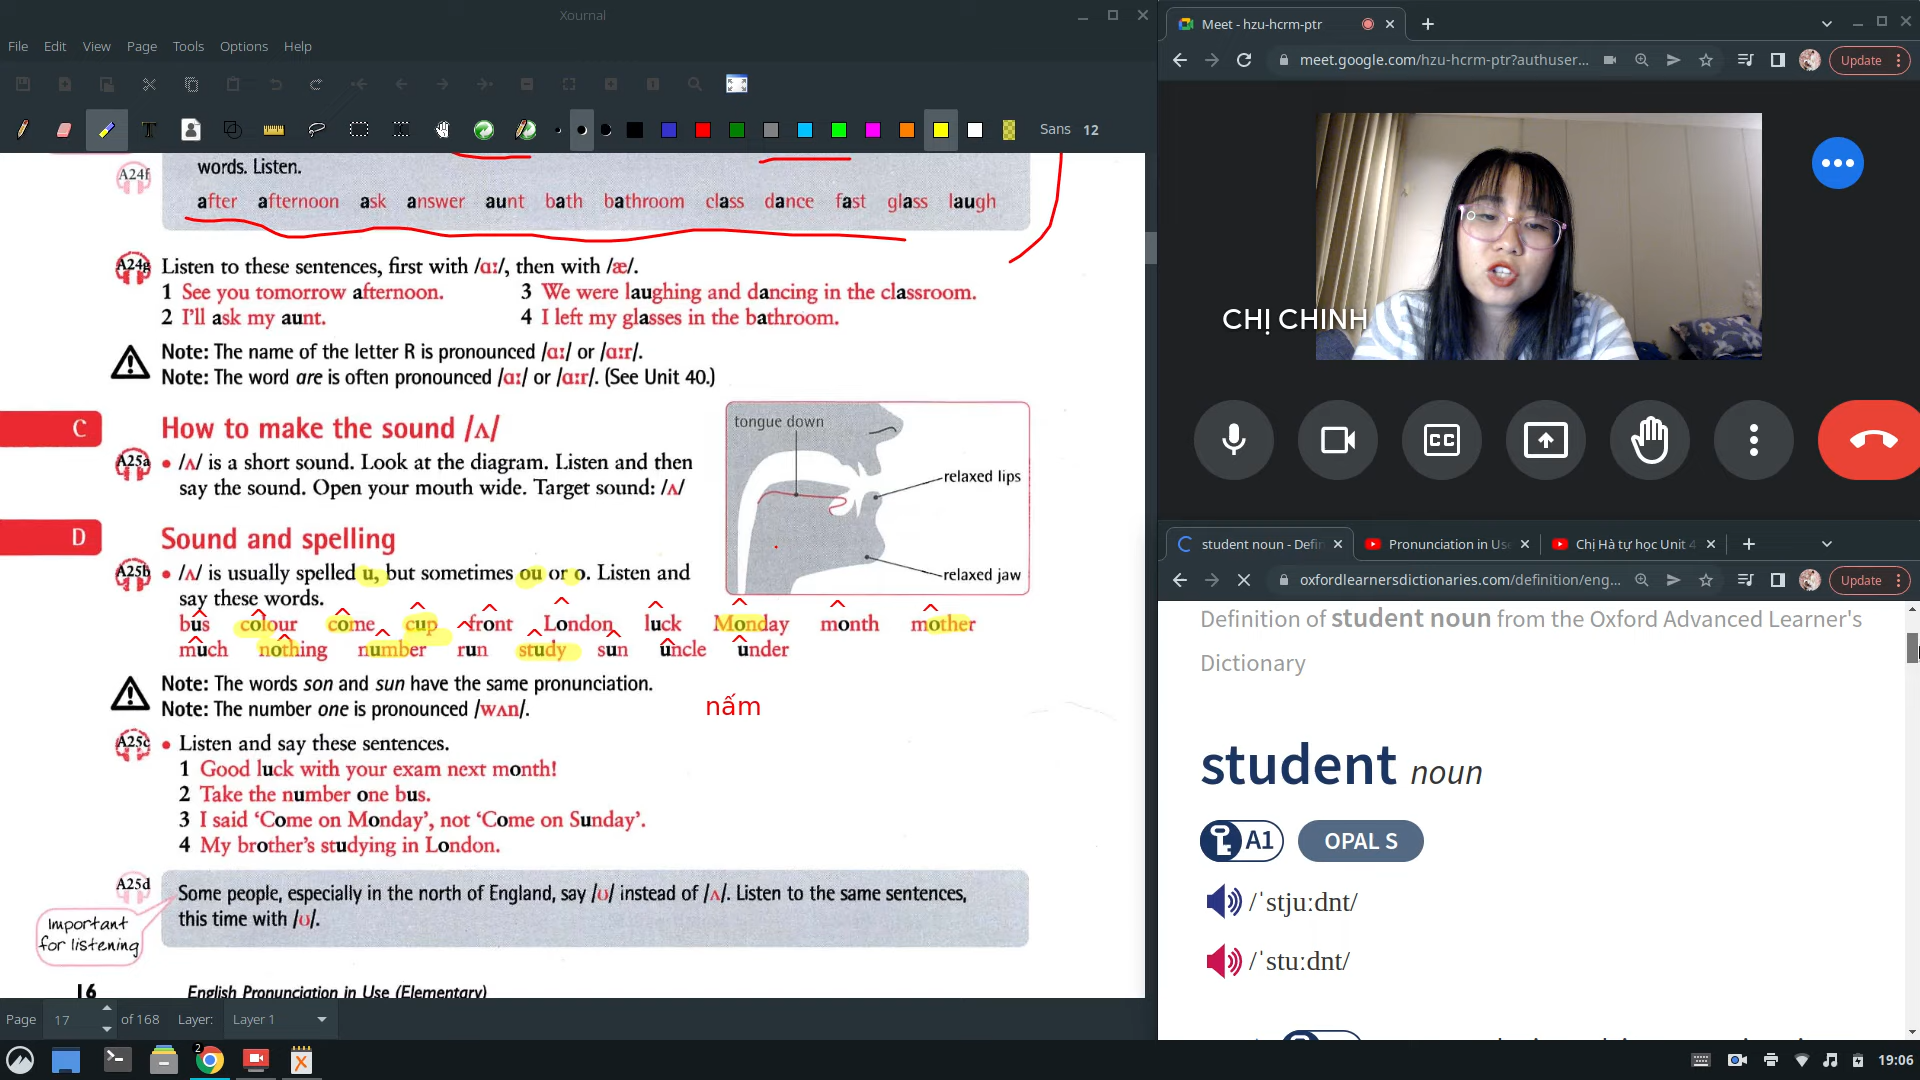 Xournal
File Edit View Page Tools Options Help
T Sans 12
A24f words. Listen.
after afternoon ask answer aunt bath bathroom class dance fast glass laugh
A24g Listen to these sentences, first with /ɑː/, then with /æ/.
1 See you tomorrow afternoon. 3 We were laughing and dancing in the classroom.
2 I'll ask my aunt. 4 I left my glasses in the bathroom.
Note: The name of the letter R is pronounced /ɑː/ or /ɑːr/.
Note: The word are is often pronounced /ɑː/ or /ɑːr/. (See Unit 40.)
C How to make the sound /ʌ/
A25a • /ʌ/ is a short sound. Look at the diagram. Listen and then
say the sound. Open your mouth wide. Target sound: /ʌ/
tongue down
relaxed lips
relaxed jaw
D Sound and spelling
A25b • /ʌ/ is usually spelled u, but sometimes ou or o. Listen and
say these words.
bus colour come cup front London luck Monday month mother
much nothing number run study sun uncle under
Note: The words son and sun have the same pronunciation.
Note: The number one is pronounced /wʌn/.
nấm
A25c • Listen and say these sentences.
1 Good luck with your exam next month!
2 Take the number one bus.
3 I said 'Come on Monday', not 'Come on Sunday'.
4 My brother's studying in London.
A25d Some people, especially in the north of England, say /ʊ/ instead of /ʌ/. Listen to the same sentences,
this time with /ʊ/.
Important
for listening
16 English Pronunciation in Use (Elementary)
Page 17 of 168 Layer: Layer 1
Meet - hzu-hcrm-ptr
meet.google.com/hzu-hcrm-ptr?authuser... Update
CHỊ CHINH
CC
student noun - Defin Pronunciation in Us Chị Hà tự học Unit 4
oxfordlearnersdictionaries.com/definition/eng... Update
Definition of student noun from the Oxford Advanced Learner's
Dictionary
student noun
A1 OPAL S
/ˈstjuːdnt/
/ˈstuːdnt/
2
19:06